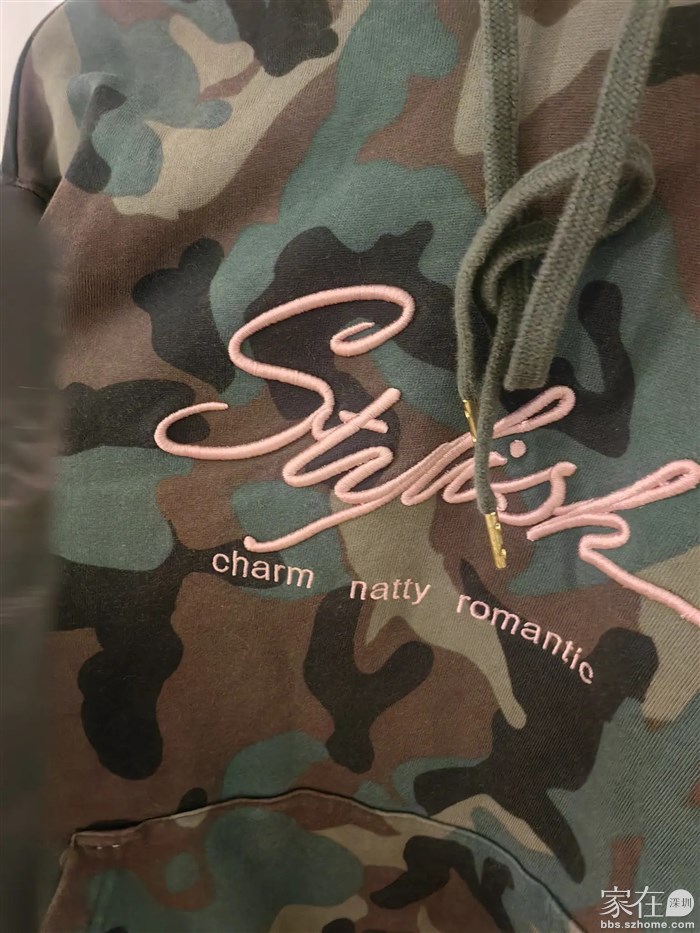 Stylish
charm natty romantic
家在深圳
bbs.szhome.com